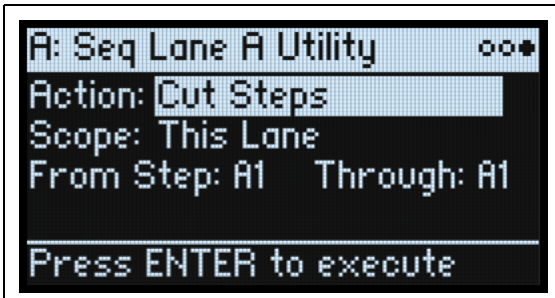 A: Seq Lane A Utility
Action: Cut Steps
Scope: This Lane
From Step: A1 Through: A1
Press ENTER to execute